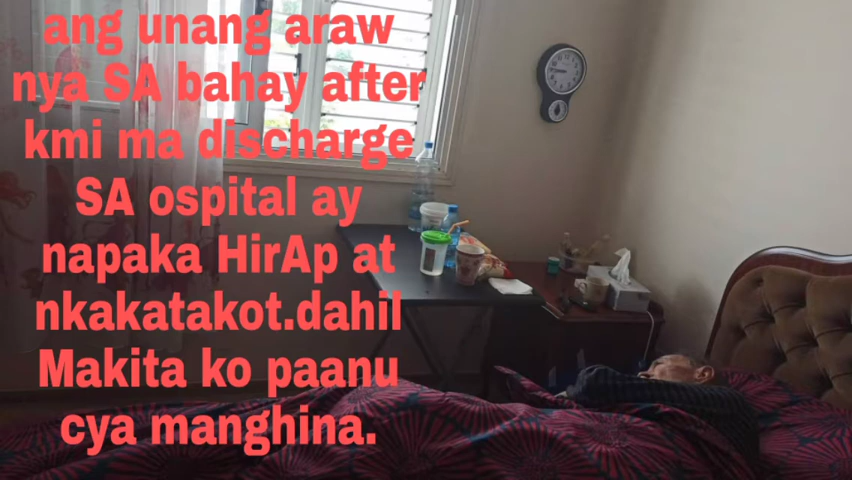 ang unang araw
nya SA bahay after
kmi ma discharge
SA ospital ay
napaka HirAp at
nkakatakot.dahil
Makita ko paanu
cya manghina.